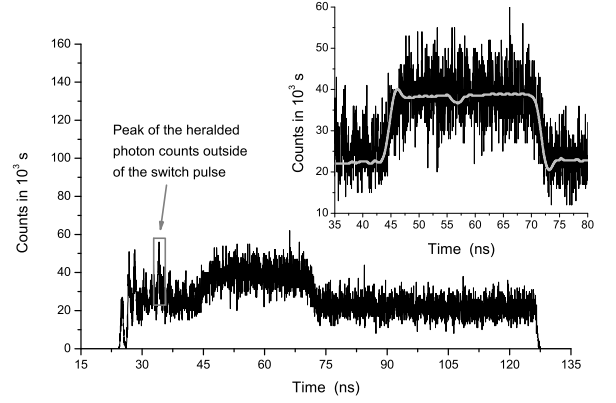 60
50
40
30
20
10
Counts in 10³ s
35 40 45 50 55 60 65 70 75 80
Time (ns)
160
140
120
100
80
60
40
20
0
Counts in 10³ s
Peak of the heralded
photon counts outside
of the switch pulse
15 30 45 60 75 90 105 120 135
Time (ns)